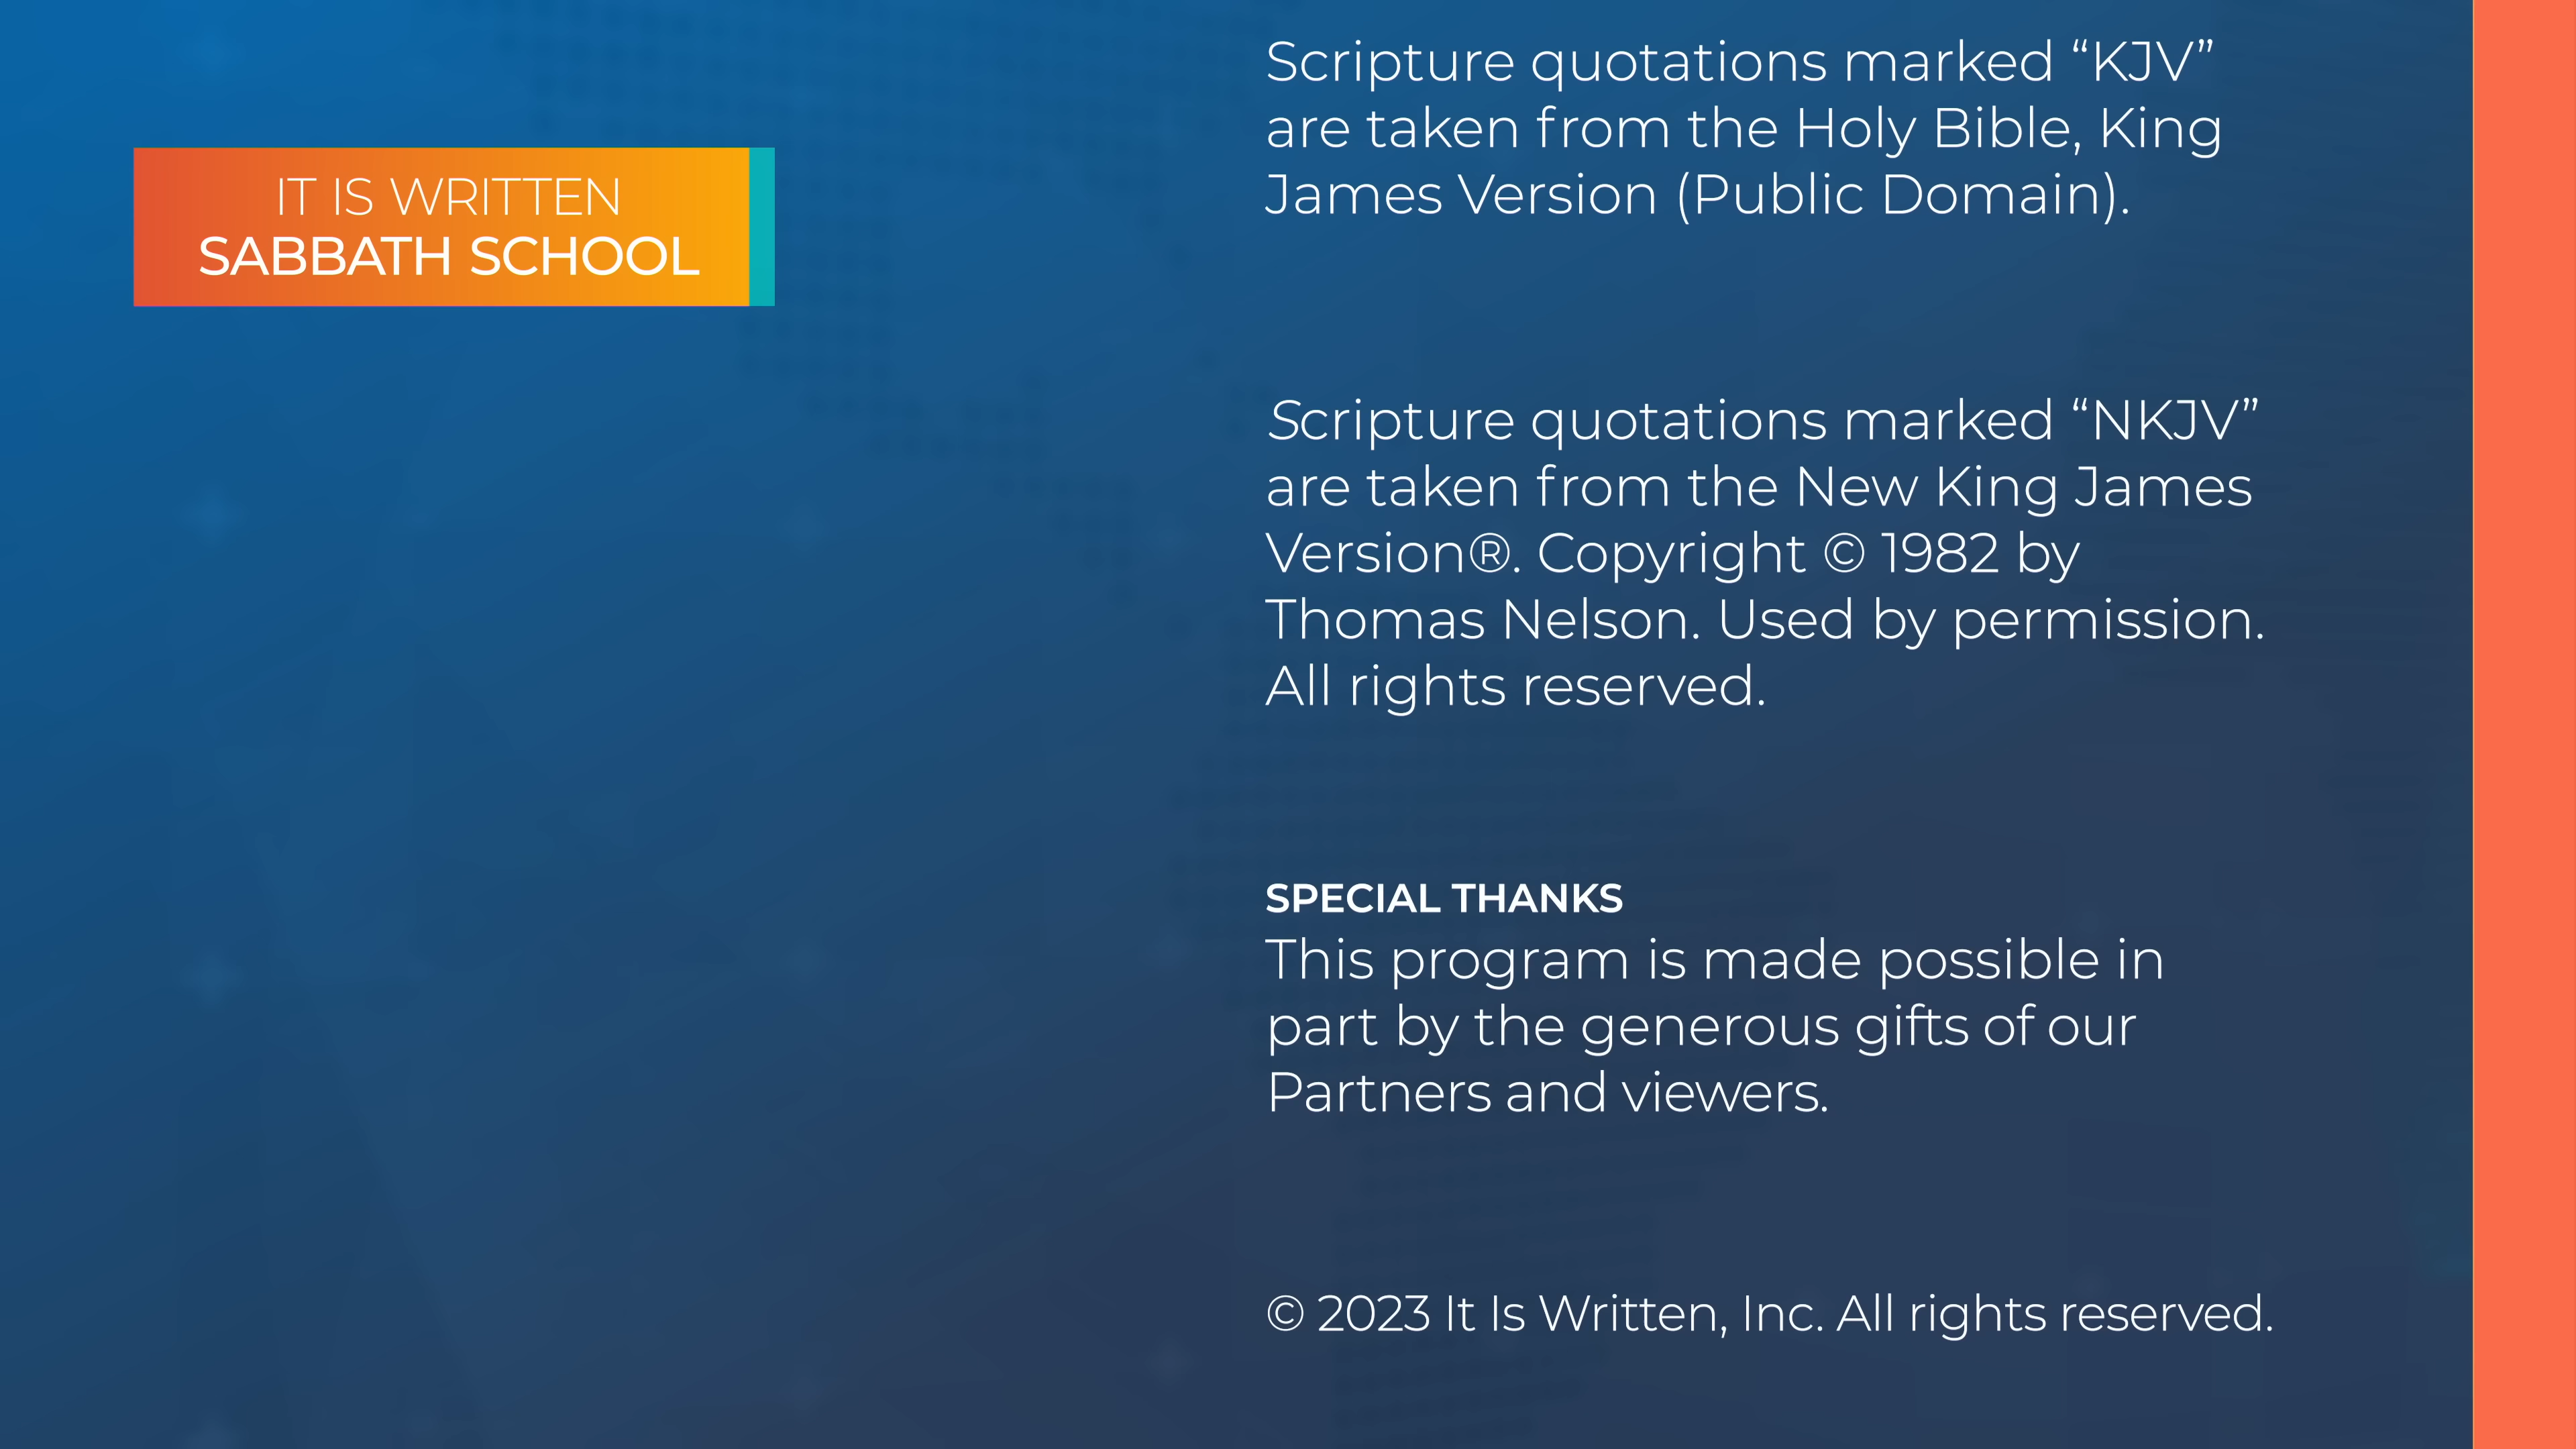 IT IS WRITTEN
SABBATH SCHOOL
Scripture quotations marked “KJV”
are taken from the Holy Bible, King
James Version (Public Domain).
Scripture quotations marked “NKJV”
are taken from the New King James
Version®. Copyright © 1982 by
Thomas Nelson. Used by permission.
All rights reserved.
SPECIAL THANKS
This program is made possible in
part by the generous gifts of our
Partners and viewers.
© 2023 It Is Written, Inc. All rights reserved.